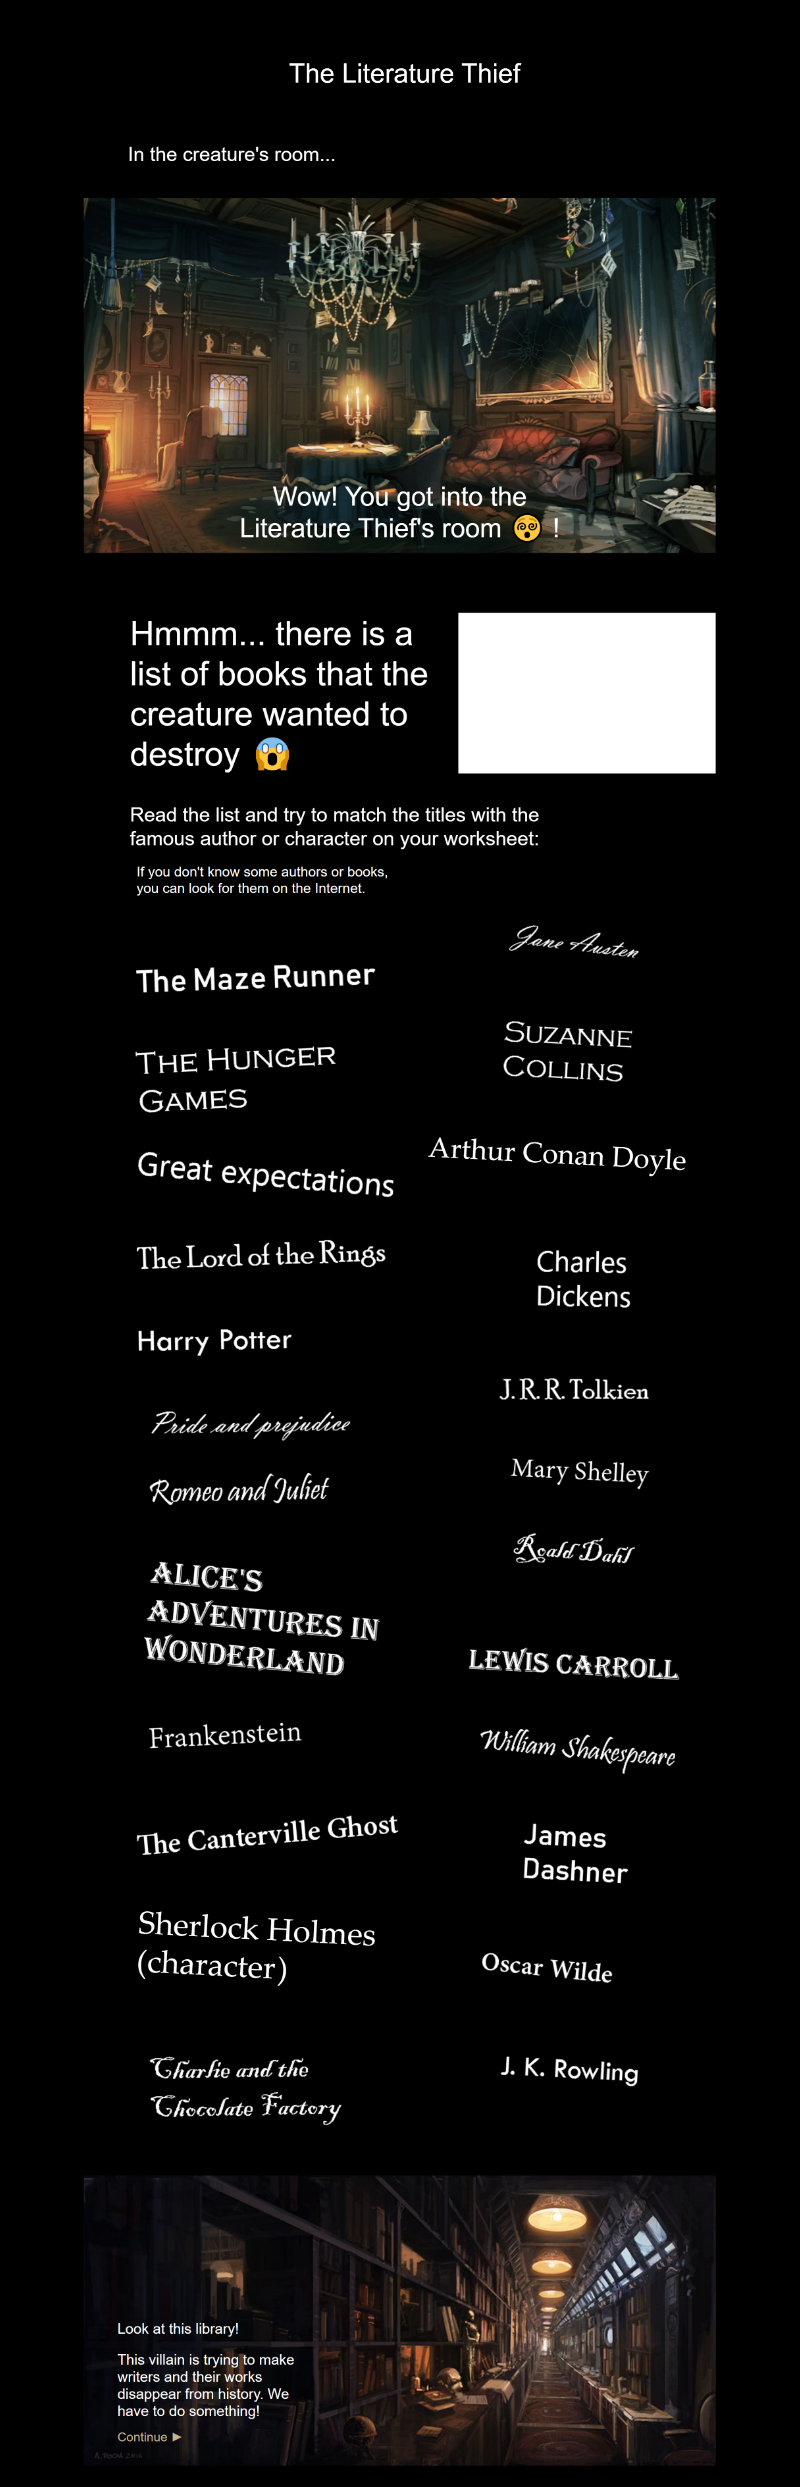 The Literature Thief
In the creature's room...
Wow! You got into the
Literature Thief's room 😵 !
Hmmm... there is a
list of books that the
creature wanted to
destroy 😱
Read the list and try to match the titles with the
famous author or character on your worksheet:
If you don't know some authors or books,
you can look for them on the Internet.
The Maze Runner
Jane Austen
The Hunger
Games
Suzanne
Collins
Great expectations
Arthur Conan Doyle
The Lord of the Rings
Charles
Dickens
Harry Potter
J. R. R. Tolkien
Pride and prejudice
Mary Shelley
Romeo and Juliet
Roald Dahl
ALICE'S
ADVENTURES IN
WONDERLAND
LEWIS CARROLL
Frankenstein
William Shakespeare
The Canterville Ghost
James
Dashner
Sherlock Holmes
(character)
Oscar Wilde
Charlie and the
Chocolate Factory
J. K. Rowling
Look at this library!
This villain is trying to make
writers and their works
disappear from history. We
have to do something!
Continue ►